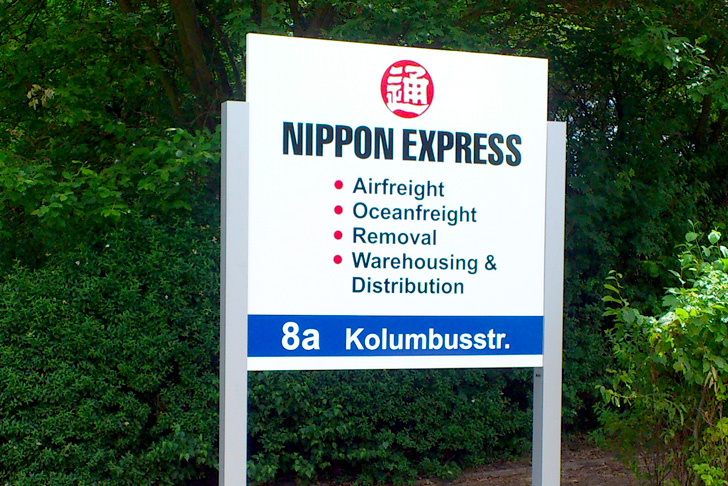 通
NIPPON EXPRESS
• Airfreight
• Oceanfreight
• Removal
• Warehousing &
Distribution
8a Kolumbusstr.